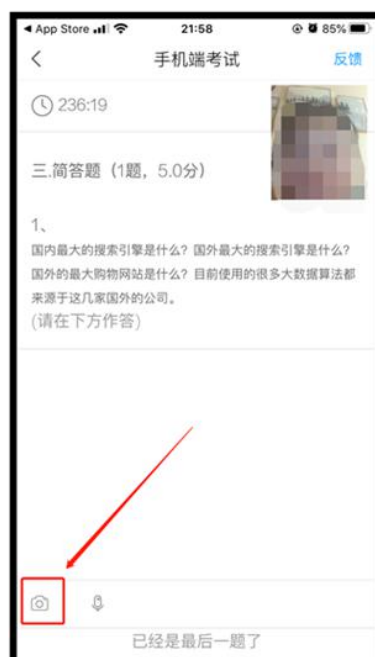 App Store
21:58
85%
手机端考试
反馈
236:19
三.简答题（1题，5.0分）
1、
国内最大的搜索引擎是什么？国外最大的搜索引擎是什么？
国外的最大购物网站是什么？目前使用的很多大数据算法都
来源于这几家国外的公司。
(请在下方作答)
已经是最后一题了